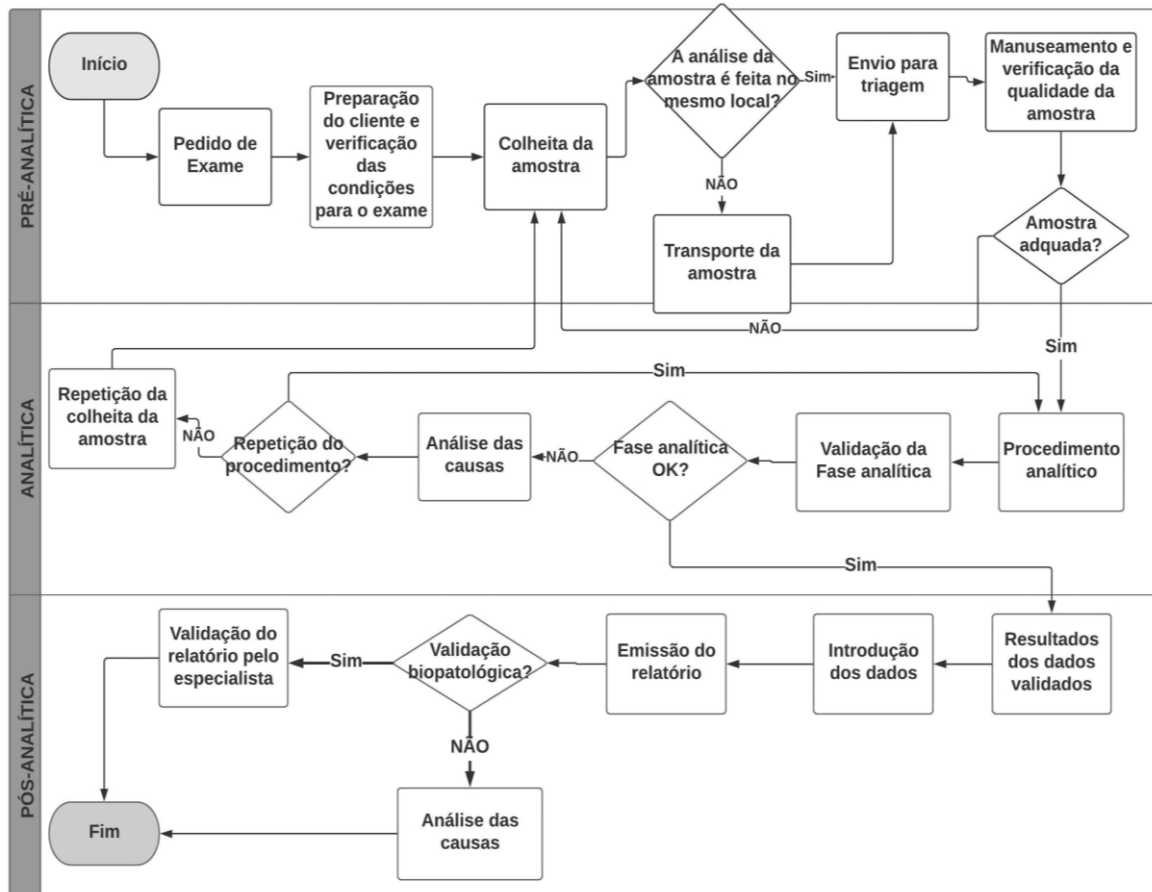 PRÉ-ANALÍTICA
Início
Pedido de
Exame
Preparação
do cliente e
verificação
das
condições
para o exame
Colheita da
amostra
A análise da
amostra é feita no
mesmo local?
Sim
NÃO
Transporte da
amostra
Envio para
triagem
Manuseamento e
verificação da
qualidade da
amostra
Amostra
adquada?
NÃO
Sim
ANALÍTICA
Repetição da
colheita da
amostra
NÃO
Repetição do
procedimento?
Sim
Análise das
causas
NÃO
Fase analítica
OK?
Validação da
Fase analítica
Procedimento
analítico
Sim
PÓS-ANALÍTICA
Validação do
relatório pelo
especialista
Sim
Validação
biopatológica?
Emissão do
relatório
Introdução
dos dados
Resultados
dos dados
validados
NÃO
Análise das
causas
Fim